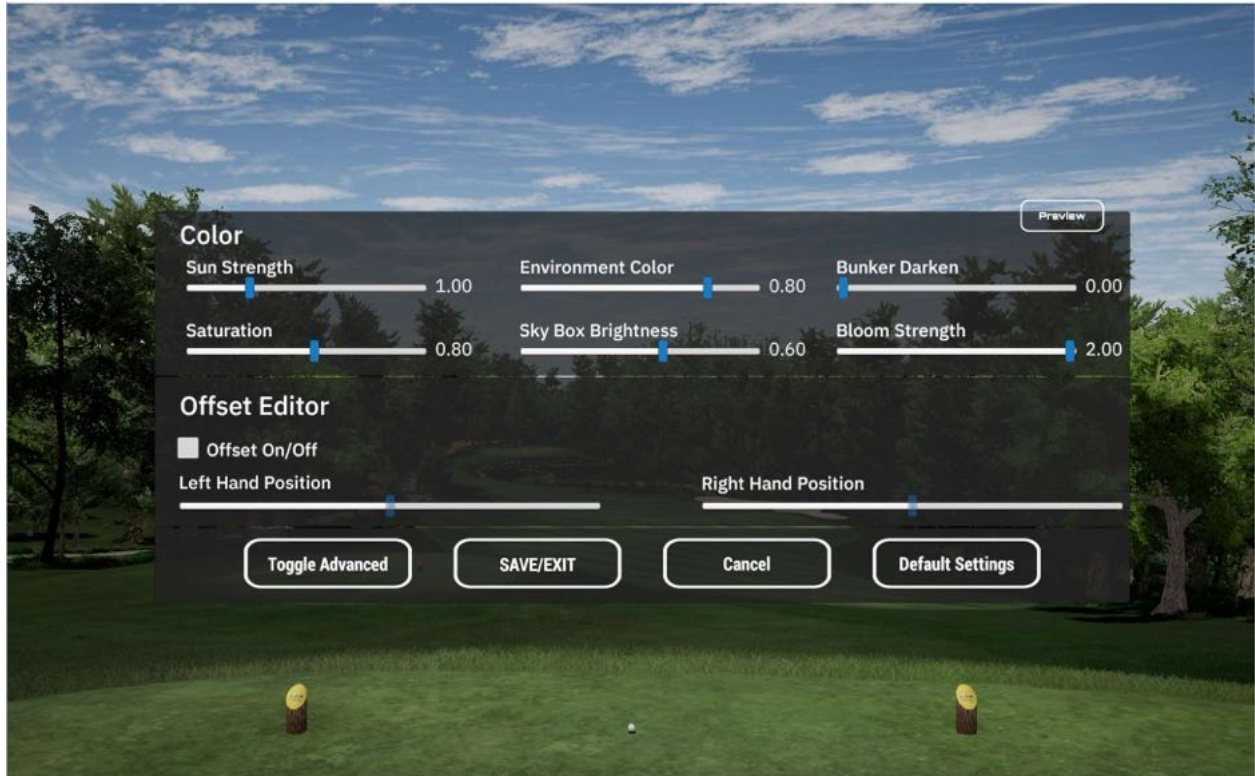 Preview
Color
Sun Strength
1.00
Environment Color
0.80
Bunker Darken
0.00
Saturation
0.80
Sky Box Brightness
0.60
Bloom Strength
2.00
Offset Editor
Offset On/Off
Left Hand Position
Right Hand Position
Toggle Advanced
SAVE/EXIT
Cancel
Default Settings